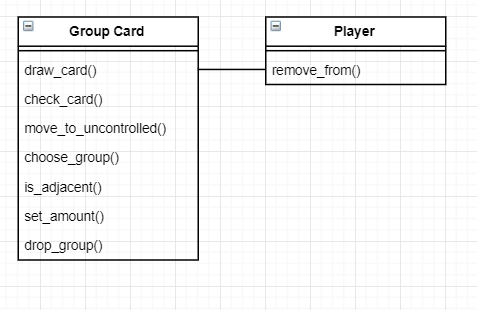 Group Card
draw_card()
check_card()
move_to_uncontrolled()
choose_group()
is_adjacent()
set_amount()
drop_group()
Player
remove_from()